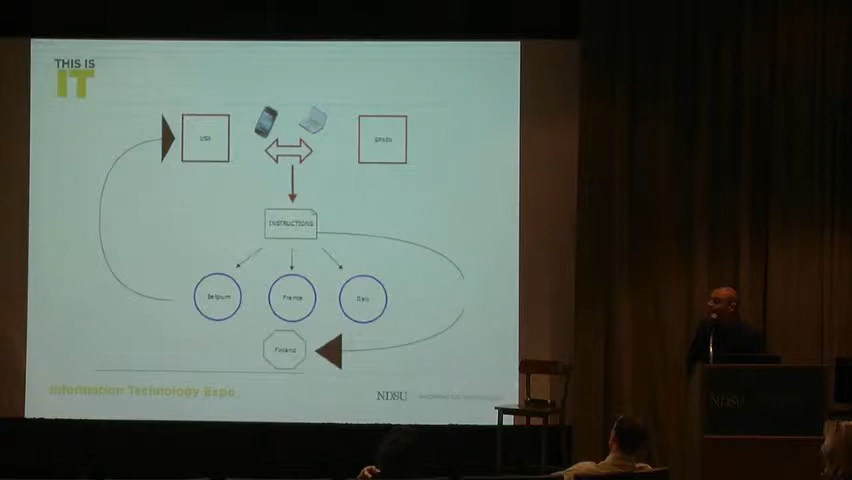 THIS IS
IT
USA
SPAIN
INSTRUCTIONS
Belgium
France
Italy
Finland
Information Technology Expo
NDSU
NDSU